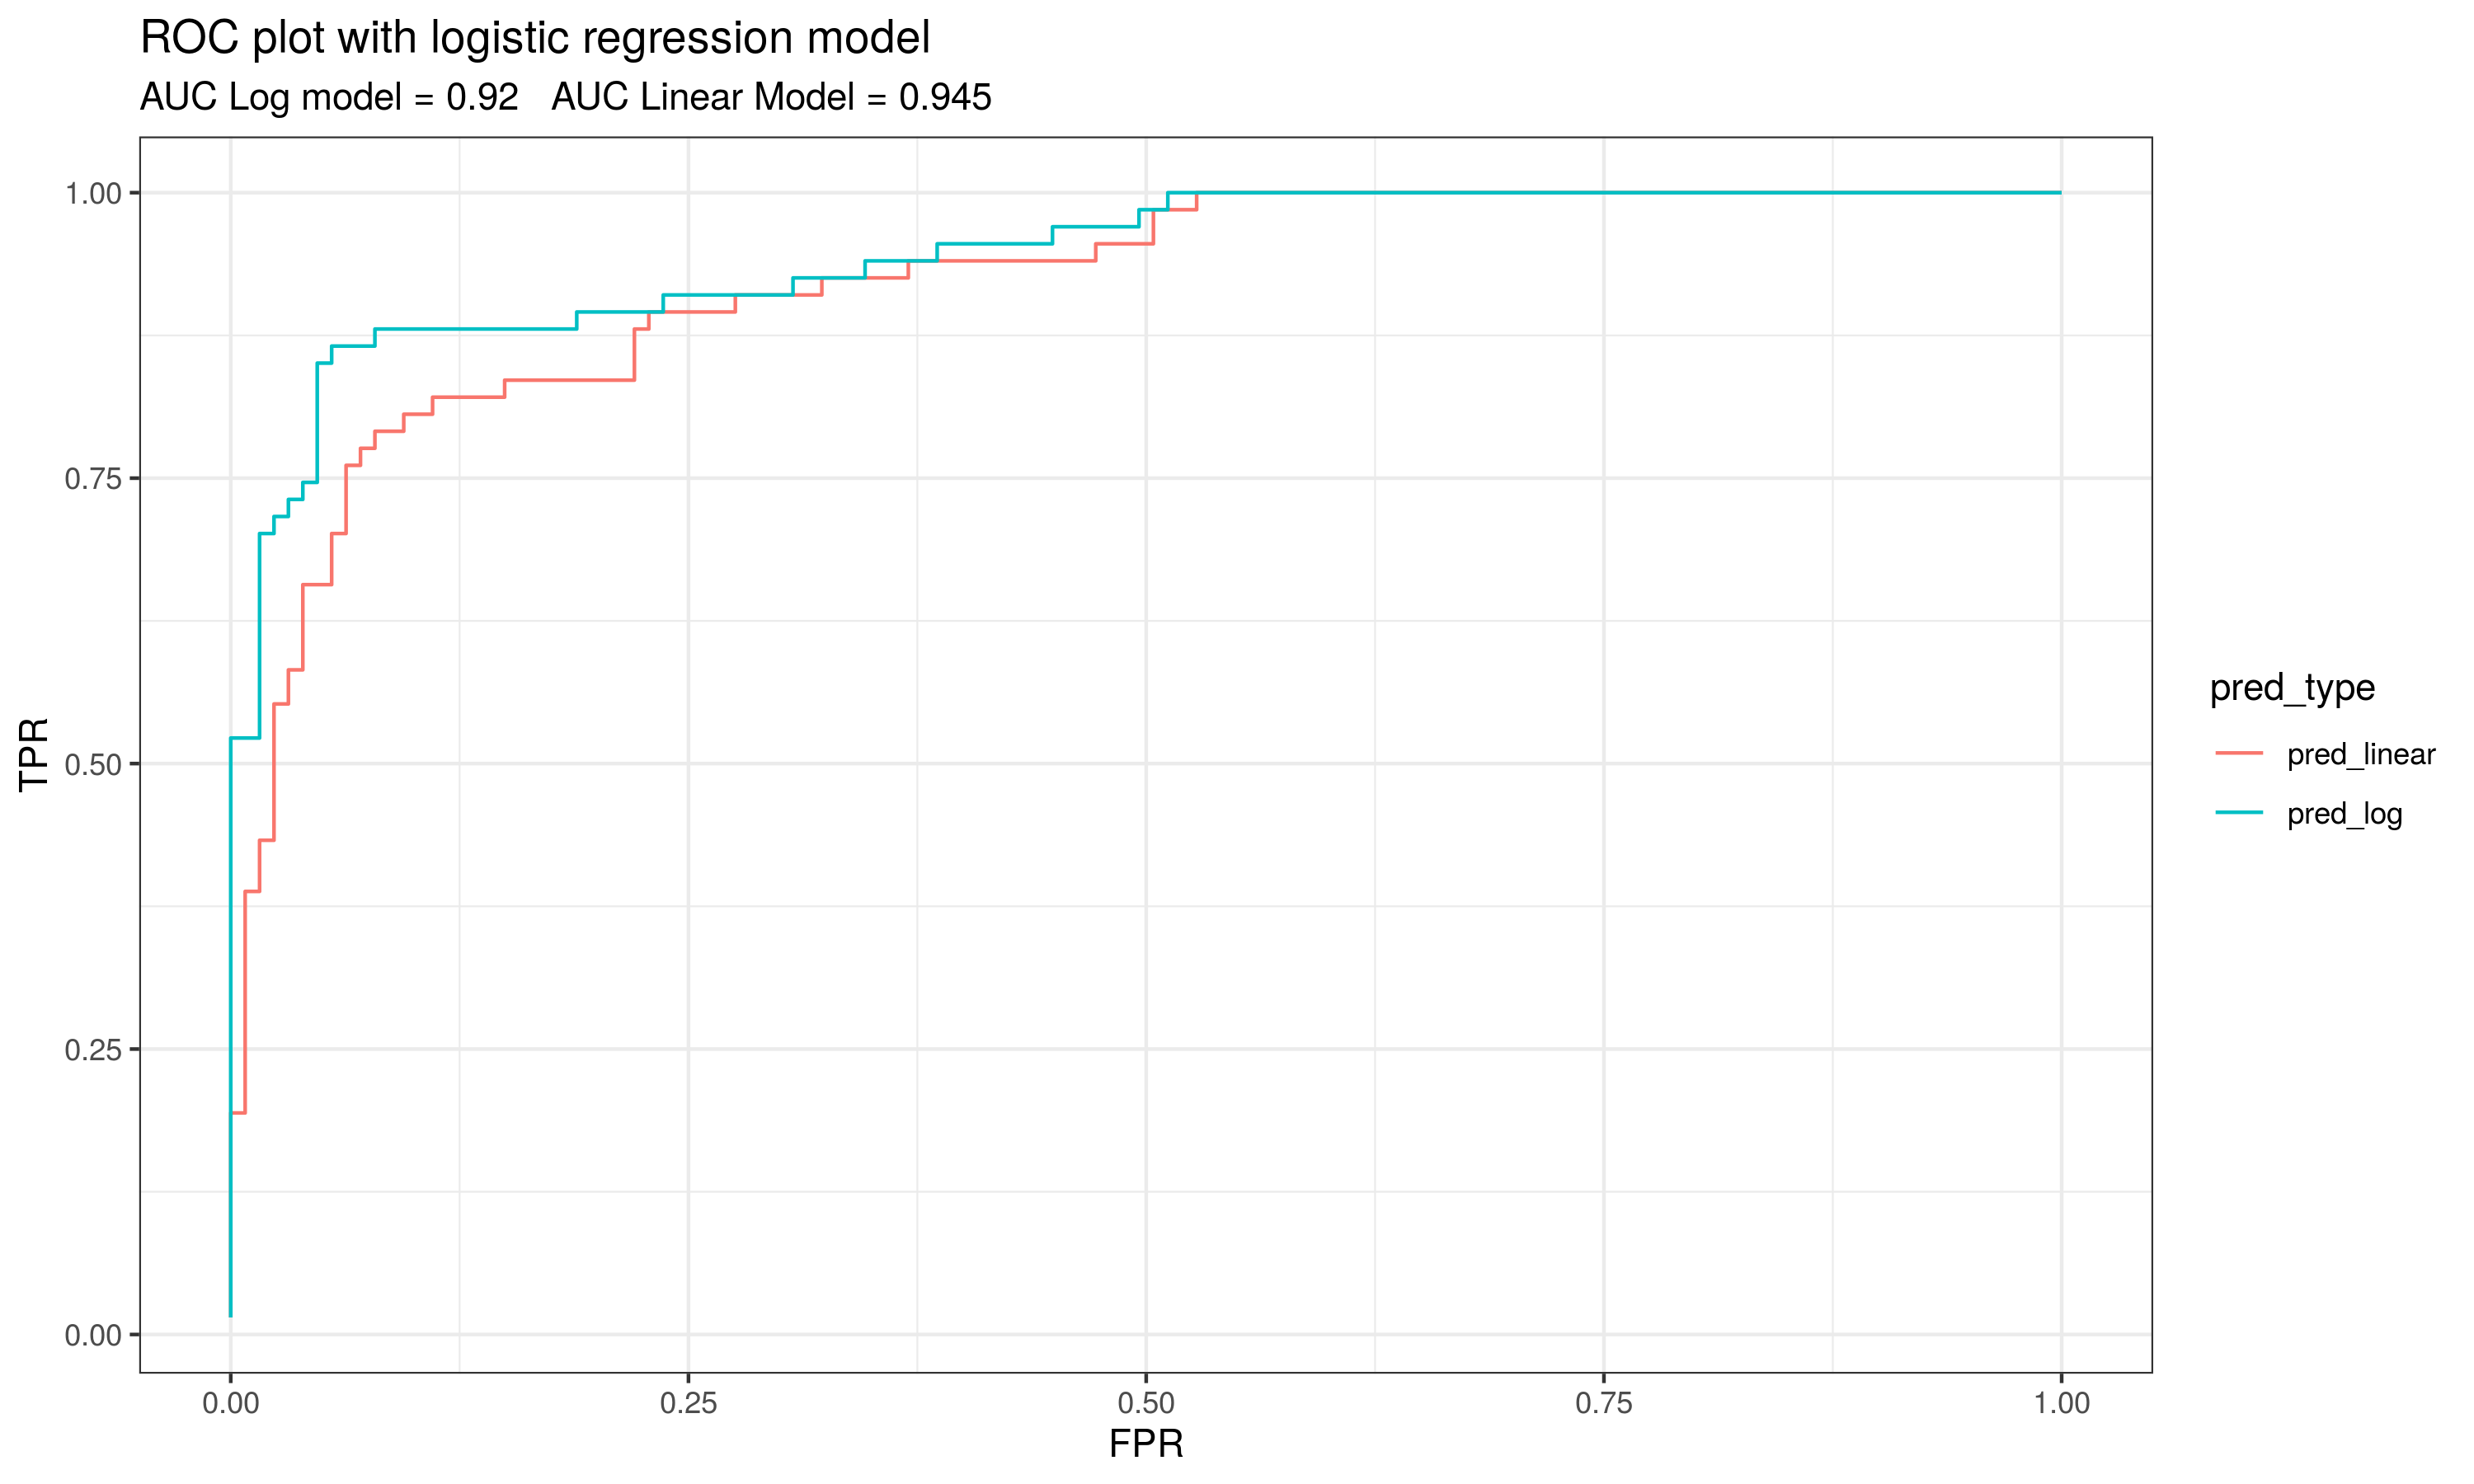 ROC plot with logistic regression model
AUC Log model = 0.92   AUC Linear Model = 0.945
1.00
0.75
0.50
0.25
0.00
TPR
0.00
0.25
0.50
0.75
1.00
FPR
pred_type
pred_linear
pred_log